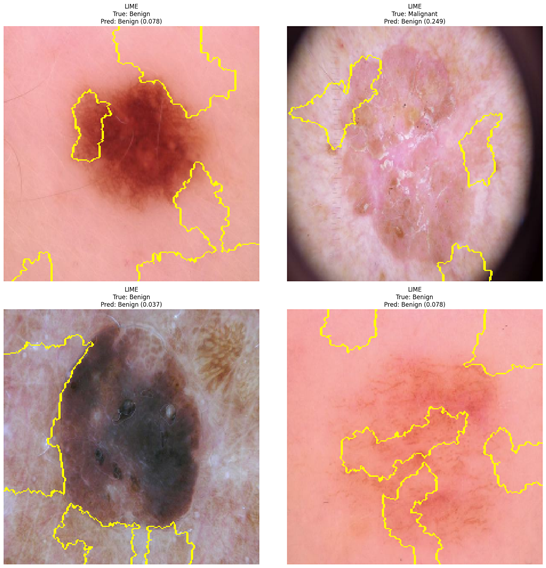 LIME
True: Benign
Pred: Benign (0.078)
LIME
True: Malignant
Pred: Benign (0.249)
LIME
True: Benign
Pred: Benign (0.037)
LIME
True: Benign
Pred: Benign (0.078)